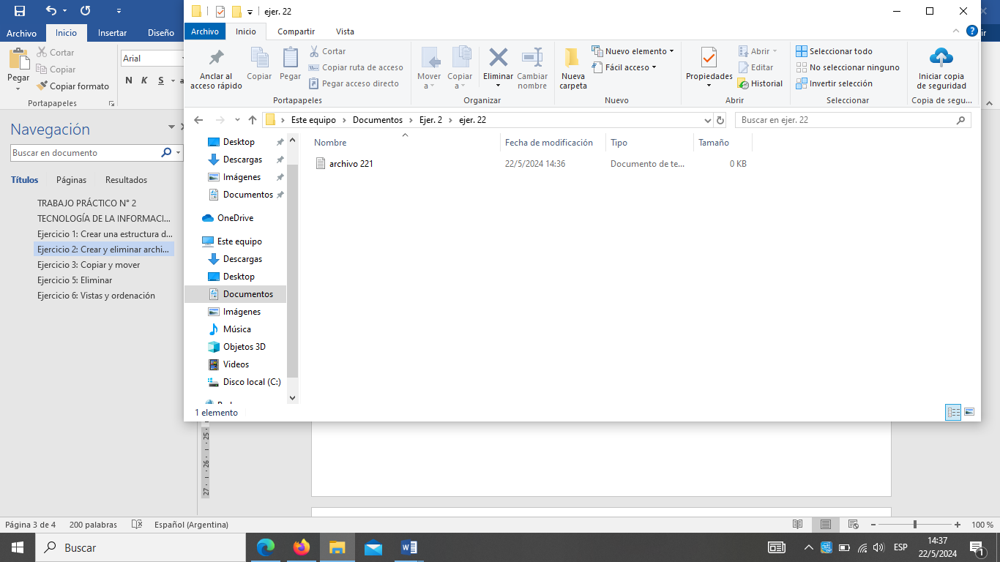 ejer. 22
Archivo Inicio Insertar Diseño
Archivo Inicio Compartir Vista
Pegar
Cortar
Copiar
Copiar formato
Portapapeles
Arial
N K S
Anclar al acceso rápido
Copiar
Pegar
Cortar
Copiar ruta de acceso
Pegar acceso directo
Portapapeles
Mover a
Copiar a
Eliminar
Cambiar nombre
Organizar
Nueva carpeta
Nuevo elemento
Fácil acceso
Nuevo
Propiedades
Abrir
Editar
Historial
Abrir
Seleccionar todo
No seleccionar ninguno
Invertir selección
Seleccionar
Iniciar copia de seguridad
Copia de segu...
Este equipo > Documentos > Ejer. 2 > ejer. 22
Buscar en ejer. 22
Navegación
Buscar en documento
Títulos Páginas Resultados
TRABAJO PRÁCTICO N° 2
TECNOLOGÍA DE LA INFORMACI...
Ejercicio 1: Crear una estructura d...
Ejercicio 2: Crear y eliminar archi...
Ejercicio 3: Copiar y mover
Ejercicio 5: Eliminar
Ejercicio 6: Vistas y ordenación
Desktop
Descargas
Imágenes
Documentos
OneDrive
Este equipo
Descargas
Desktop
Documentos
Imágenes
Música
Objetos 3D
Videos
Disco local (C:)
Nombre Fecha de modificación Tipo Tamaño
archivo 221 22/5/2024 14:36 Documento de te... 0 KB
1 elemento
25
26
27
Página 3 de 4 200 palabras Español (Argentina) 100 %
Buscar
ESP
14:37
22/5/2024
1